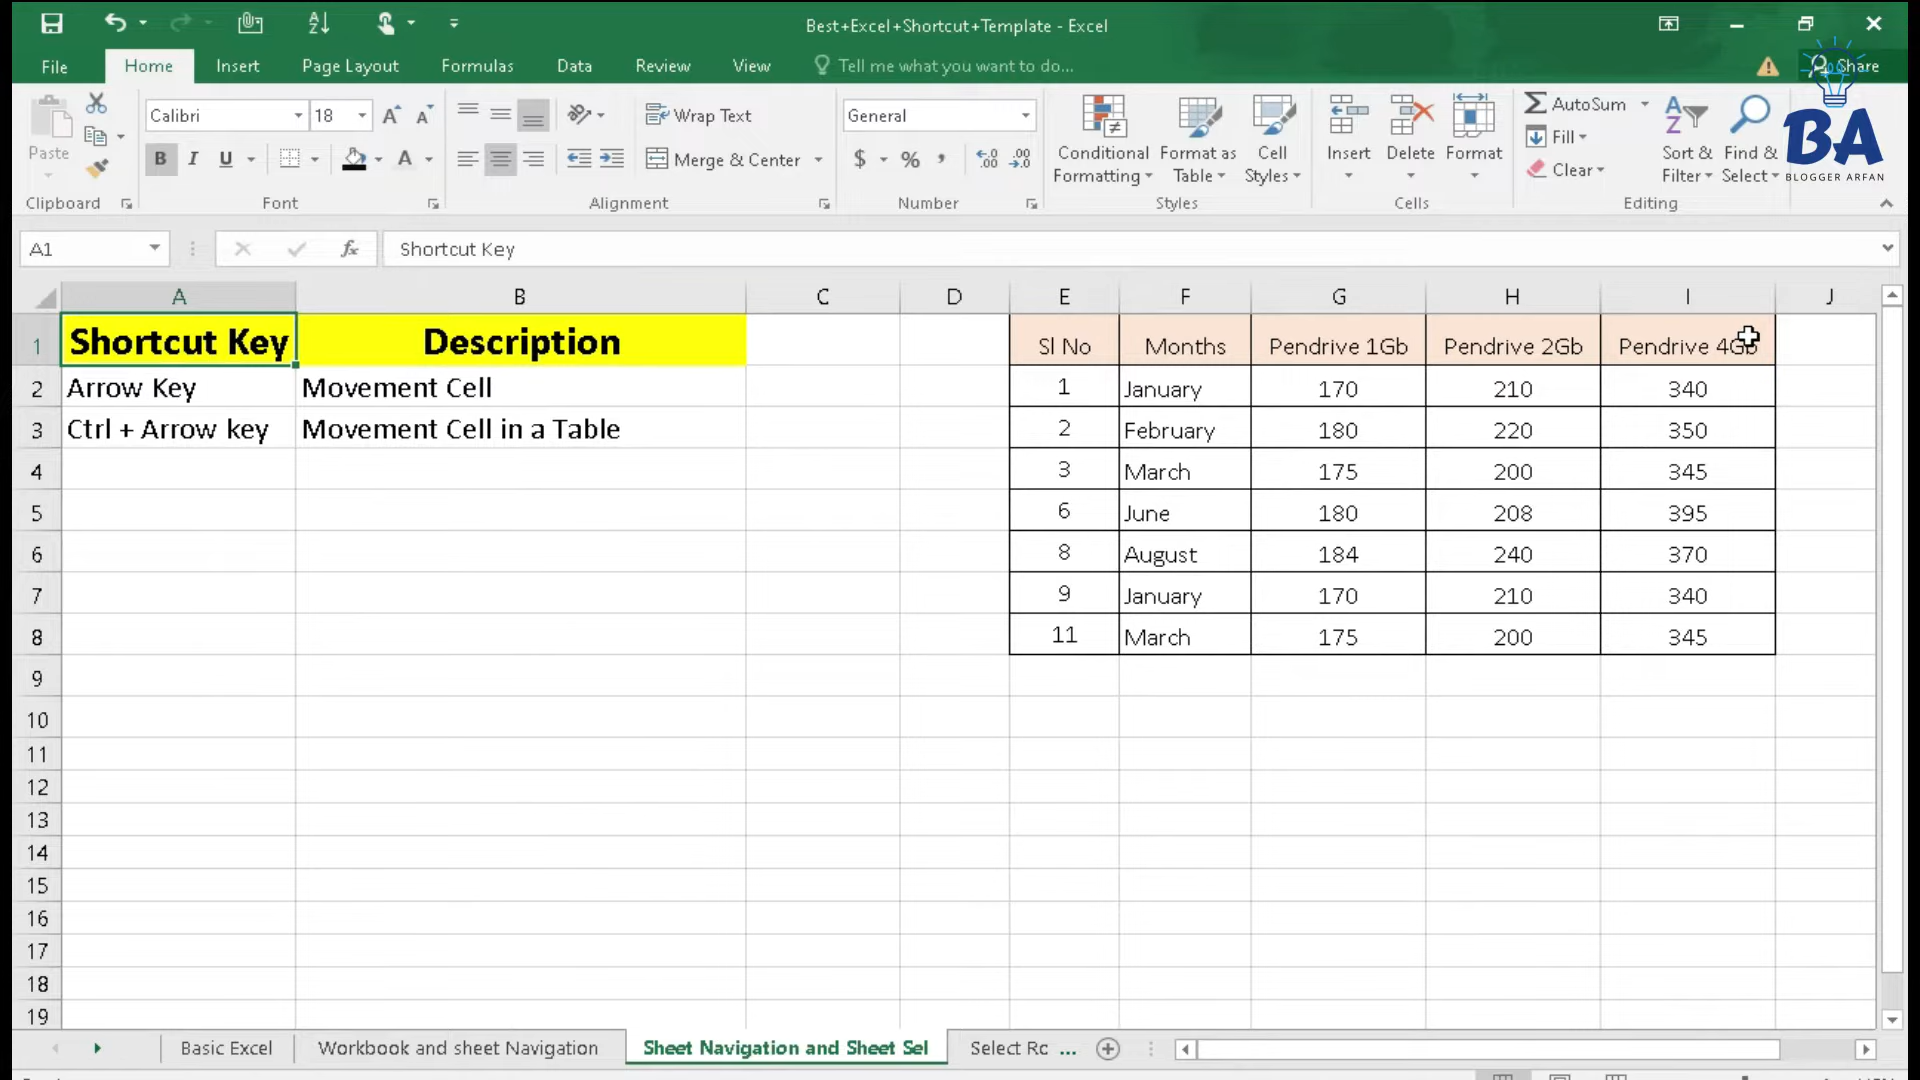 Best+Excel+Shortcut+Template - Excel
File Home Insert Page Layout Formulas Data Review View Tell me what you want to do... Share
BA
BLOGGER ARFAN
Paste
Calibri 18
B I U A
Wrap Text
Merge & Center
General
$ % ,
Conditional Formatting
Format as Table
Cell Styles
Insert Delete Format
AutoSum
Fill
Clear
Sort & Filter
Find & Select
Clipboard Font Alignment Number Styles Cells Editing
A1 fx Shortcut Key
A B C D E F G H I J
1 Shortcut Key Description Sl No Months Pendrive 1Gb Pendrive 2Gb Pendrive 4Gb
2 Arrow Key Movement Cell 1 January 170 210 340
3 Ctrl + Arrow key Movement Cell in a Table 2 February 180 220 350
4 3 March 175 200 345
5 6 June 180 208 395
6 8 August 184 240 370
7 9 January 170 210 340
8 11 March 175 200 345
9
10
11
12
13
14
15
16
17
18
19
Basic Excel Workbook and sheet Navigation Sheet Navigation and Sheet Sel Select Rc ...